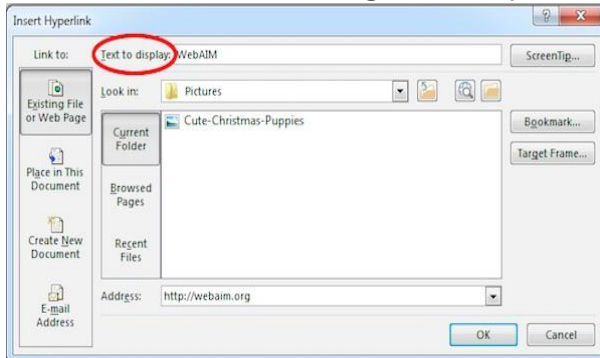 Insert Hyperlink
Link to:
Text to display: WebAIM
ScreenTip...
Existing File
or Web Page
Look in:
Pictures
Current
Folder
Cute-Christmas-Puppies
Bookmark...
Target Frame...
Place in This
Document
Browsed
Pages
Create New
Document
Recent
Files
E-mail
Address
Address:
http://webaim.org
OK
Cancel